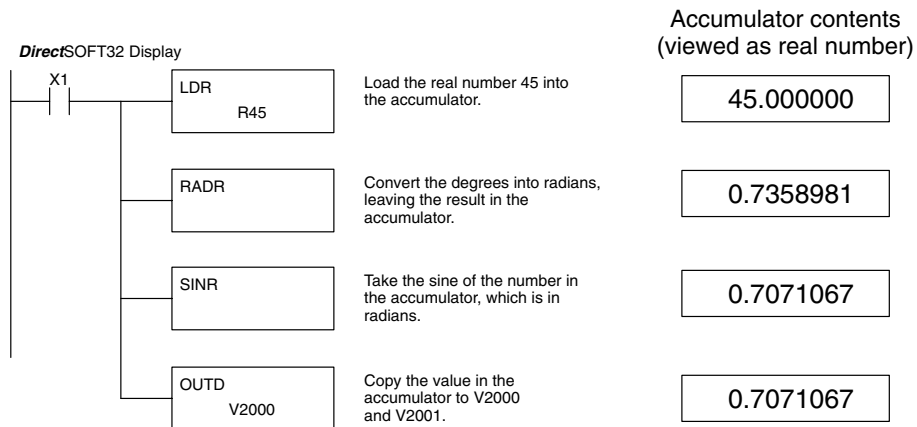 Accumulator contents
(viewed as real number)
DirectSOFT32 Display
X1
LDR
R45
Load the real number 45 into
the accumulator.
45.000000
RADR
Convert the degrees into radians,
leaving the result in the
accumulator.
0.7358981
SINR
Take the sine of the number in
the accumulator, which is in
radians.
0.7071067
OUTD
V2000
Copy the value in the
accumulator to V2000
and V2001.
0.7071067